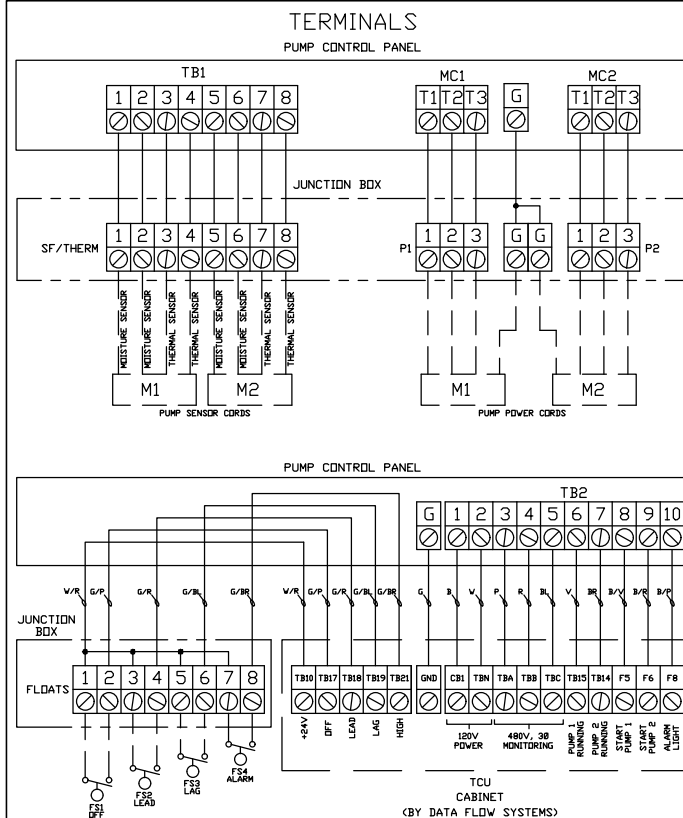 TERMINALS
PUMP CONTROL PANEL
TB1 MC1 MC2
1 2 3 4 5 6 7 8 T1 T2 T3 G T1 T2 T3
JUNCTION BOX
SF/THERM 1 2 3 4 5 6 7 8 P1 1 2 3 G G 1 2 3 P2
MOISTURE SENSOR
MOISTURE SENSOR
THERMAL SENSOR
THERMAL SENSOR
MOISTURE SENSOR
MOISTURE SENSOR
THERMAL SENSOR
THERMAL SENSOR
M1 M2 M1 M2
PUMP SENSOR CORDS PUMP POWER CORDS
PUMP CONTROL PANEL
TB2
G 1 2 3 4 5 6 7 8 9 10
W/R G/P G/R G/BL G/BR W/R G/P G/R G/BL G/BR G B W P R BL V BR B/V B/R B/P
JUNCTION
BOX
FLOATS 1 2 3 4 5 6 7 8 TB10 TB17 TB18 TB19 TB21 GND CB1 TBN TBA TBB TBC TB15 TB14 F5 F6 F8
+24V
OFF
LEAD
LAG
HIGH
120V
POWER
480V, 30
MONITORING
PUMP 1
RUNNING
PUMP 2
RUNNING
START
PUMP 1
START
PUMP 2
ALARM
LIGHT
FS1
OFF
FS2
LEAD
FS3
LAG
FS4
ALARM
TCU
CABINET
(BY DATA FLOW SYSTEMS)